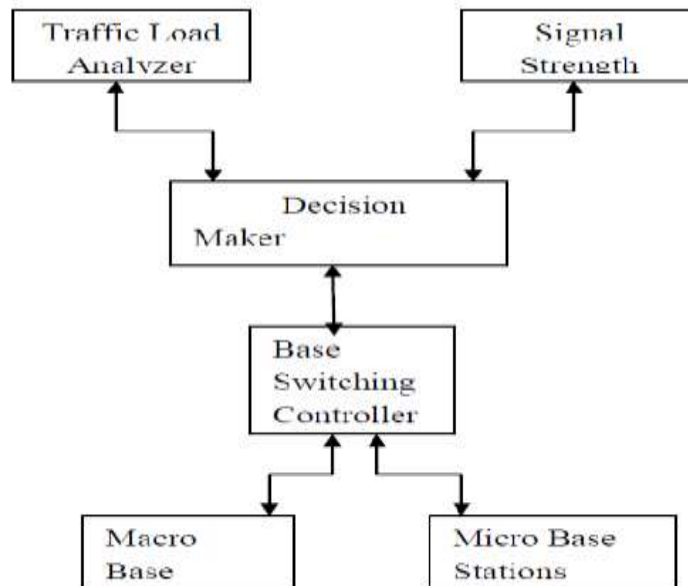 Traffic Load
Analyzer
Signal
Strength
Decision
Maker
Base
Switching
Controller
Macro
Base
Micro Base
Stations